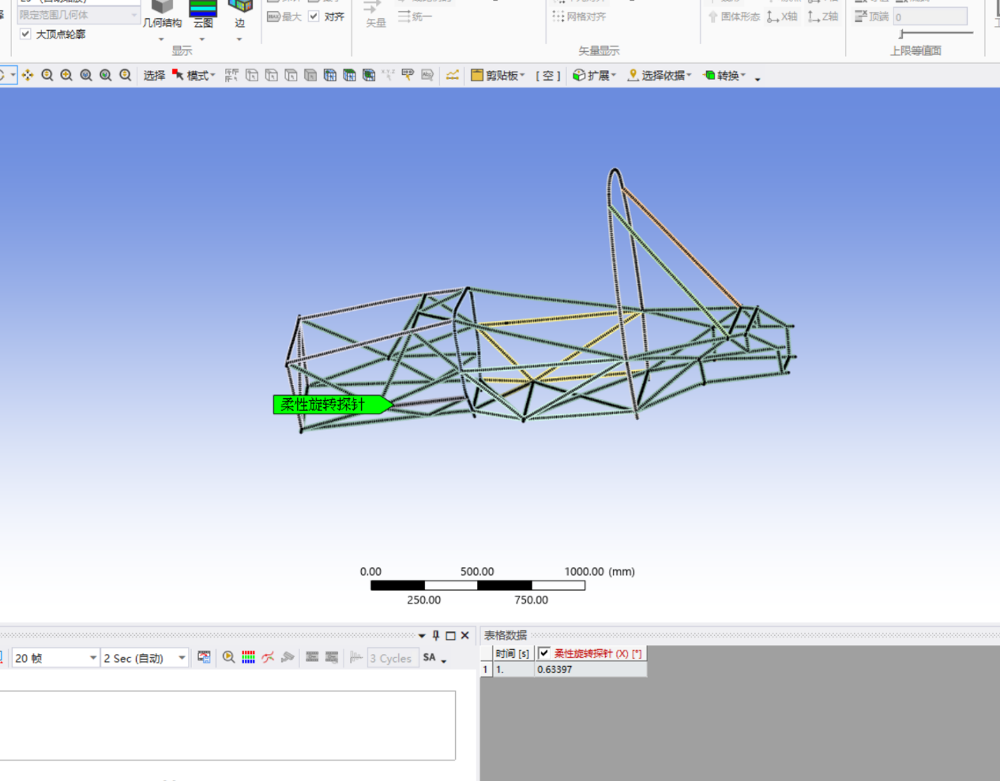 限定范围几何体
大顶点轮廓
几何结构
云图
边
显示
最大
对齐
矢量
统一
网格对齐
矢量显示
固体形态
X轴
Z轴
顶端
0
上限等值面
选择
模式
剪贴板
[ 空 ]
扩展
选择依据
转换
柔性旋转探针
0.00
500.00
1000.00 (mm)
250.00
750.00
20 帧
2 Sec (自动)
3 Cycles
SA
表格数据
时间 [s]
柔性旋转探针 (X) [°]
1
1.
0.63397